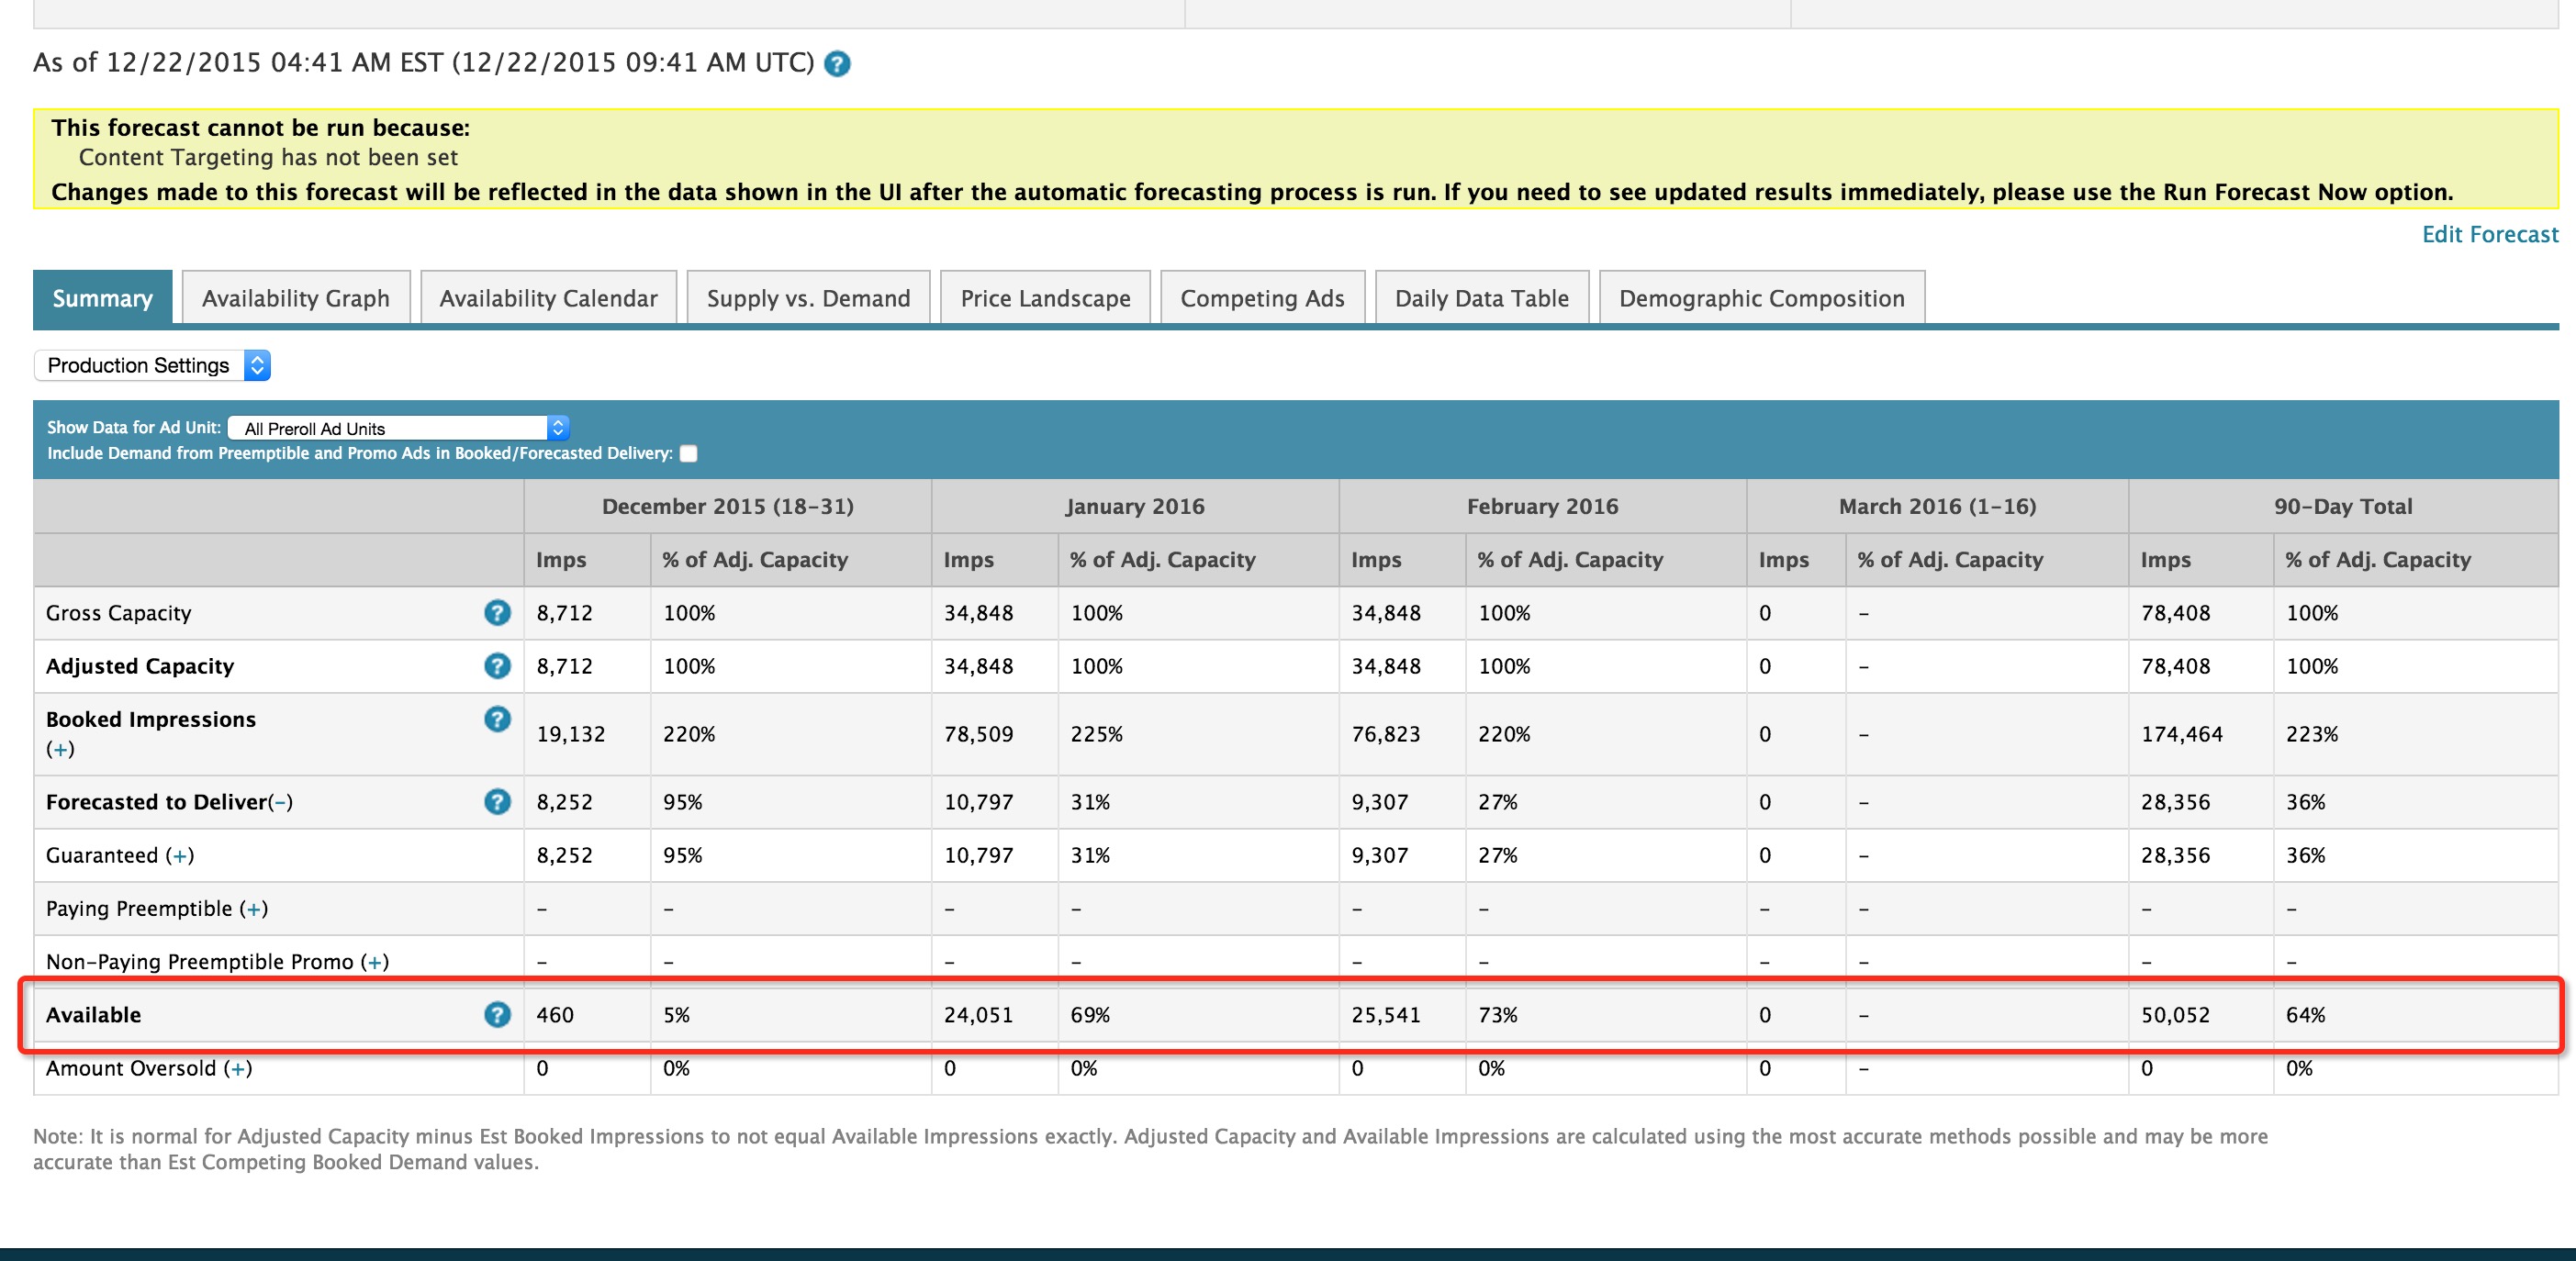 As of 12/22/2015 04:41 AM EST (12/22/2015 09:41 AM UTC) ?
This forecast cannot be run because:
Content Targeting has not been set
Changes made to this forecast will be reflected in the data shown in the UI after the automatic forecasting process is run. If you need to see updated results immediately, please use the Run Forecast Now option.
Edit Forecast
Summary Availability Graph Availability Calendar Supply vs. Demand Price Landscape Competing Ads Daily Data Table Demographic Composition
Production Settings
Show Data for Ad Unit: All Preroll Ad Units
Include Demand from Preemptible and Promo Ads in Booked/Forecasted Delivery:
December 2015 (18-31) January 2016 February 2016 March 2016 (1-16) 90-Day Total
Imps % of Adj. Capacity Imps % of Adj. Capacity Imps % of Adj. Capacity Imps % of Adj. Capacity Imps % of Adj. Capacity
Gross Capacity ? 8,712 100% 34,848 100% 34,848 100% 0 - 78,408 100%
Adjusted Capacity ? 8,712 100% 34,848 100% 34,848 100% 0 - 78,408 100%
Booked Impressions ?
(+) 19,132 220% 78,509 225% 76,823 220% 0 - 174,464 223%
Forecasted to Deliver(-) ? 8,252 95% 10,797 31% 9,307 27% 0 - 28,356 36%
Guaranteed (+) 8,252 95% 10,797 31% 9,307 27% 0 - 28,356 36%
Paying Preemptible (+) - - - - - - - - - -
Non-Paying Preemptible Promo (+) - - - - - - - - - -
Available ? 460 5% 24,051 69% 25,541 73% 0 - 50,052 64%
Amount Oversold (+) 0 0% 0 0% 0 0% 0 - 0 0%
Note: It is normal for Adjusted Capacity minus Est Booked Impressions to not equal Available Impressions exactly. Adjusted Capacity and Available Impressions are calculated using the most accurate methods possible and may be more
accurate than Est Competing Booked Demand values.